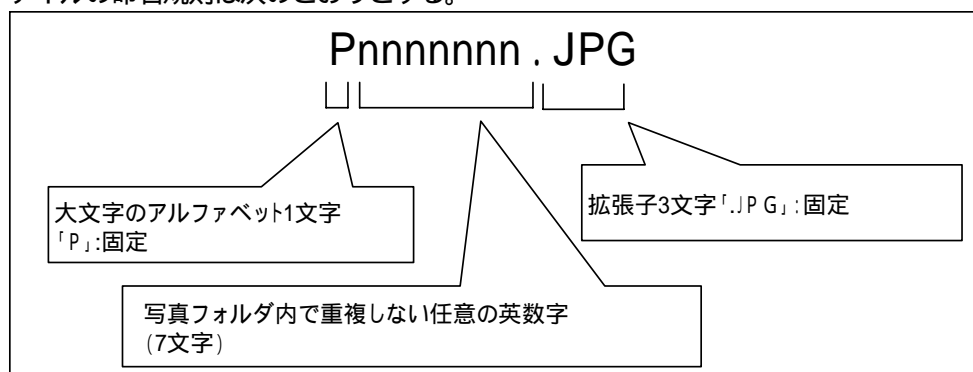 ァイルの命名規則は次のとおりとする。
Pnnnnnnn.JPG
大文字のアルファベット1文字
「P」:固定
拡張子3文字「.JPG」:固定
写真フォルダ内で重複しない任意の英数字
(7文字)